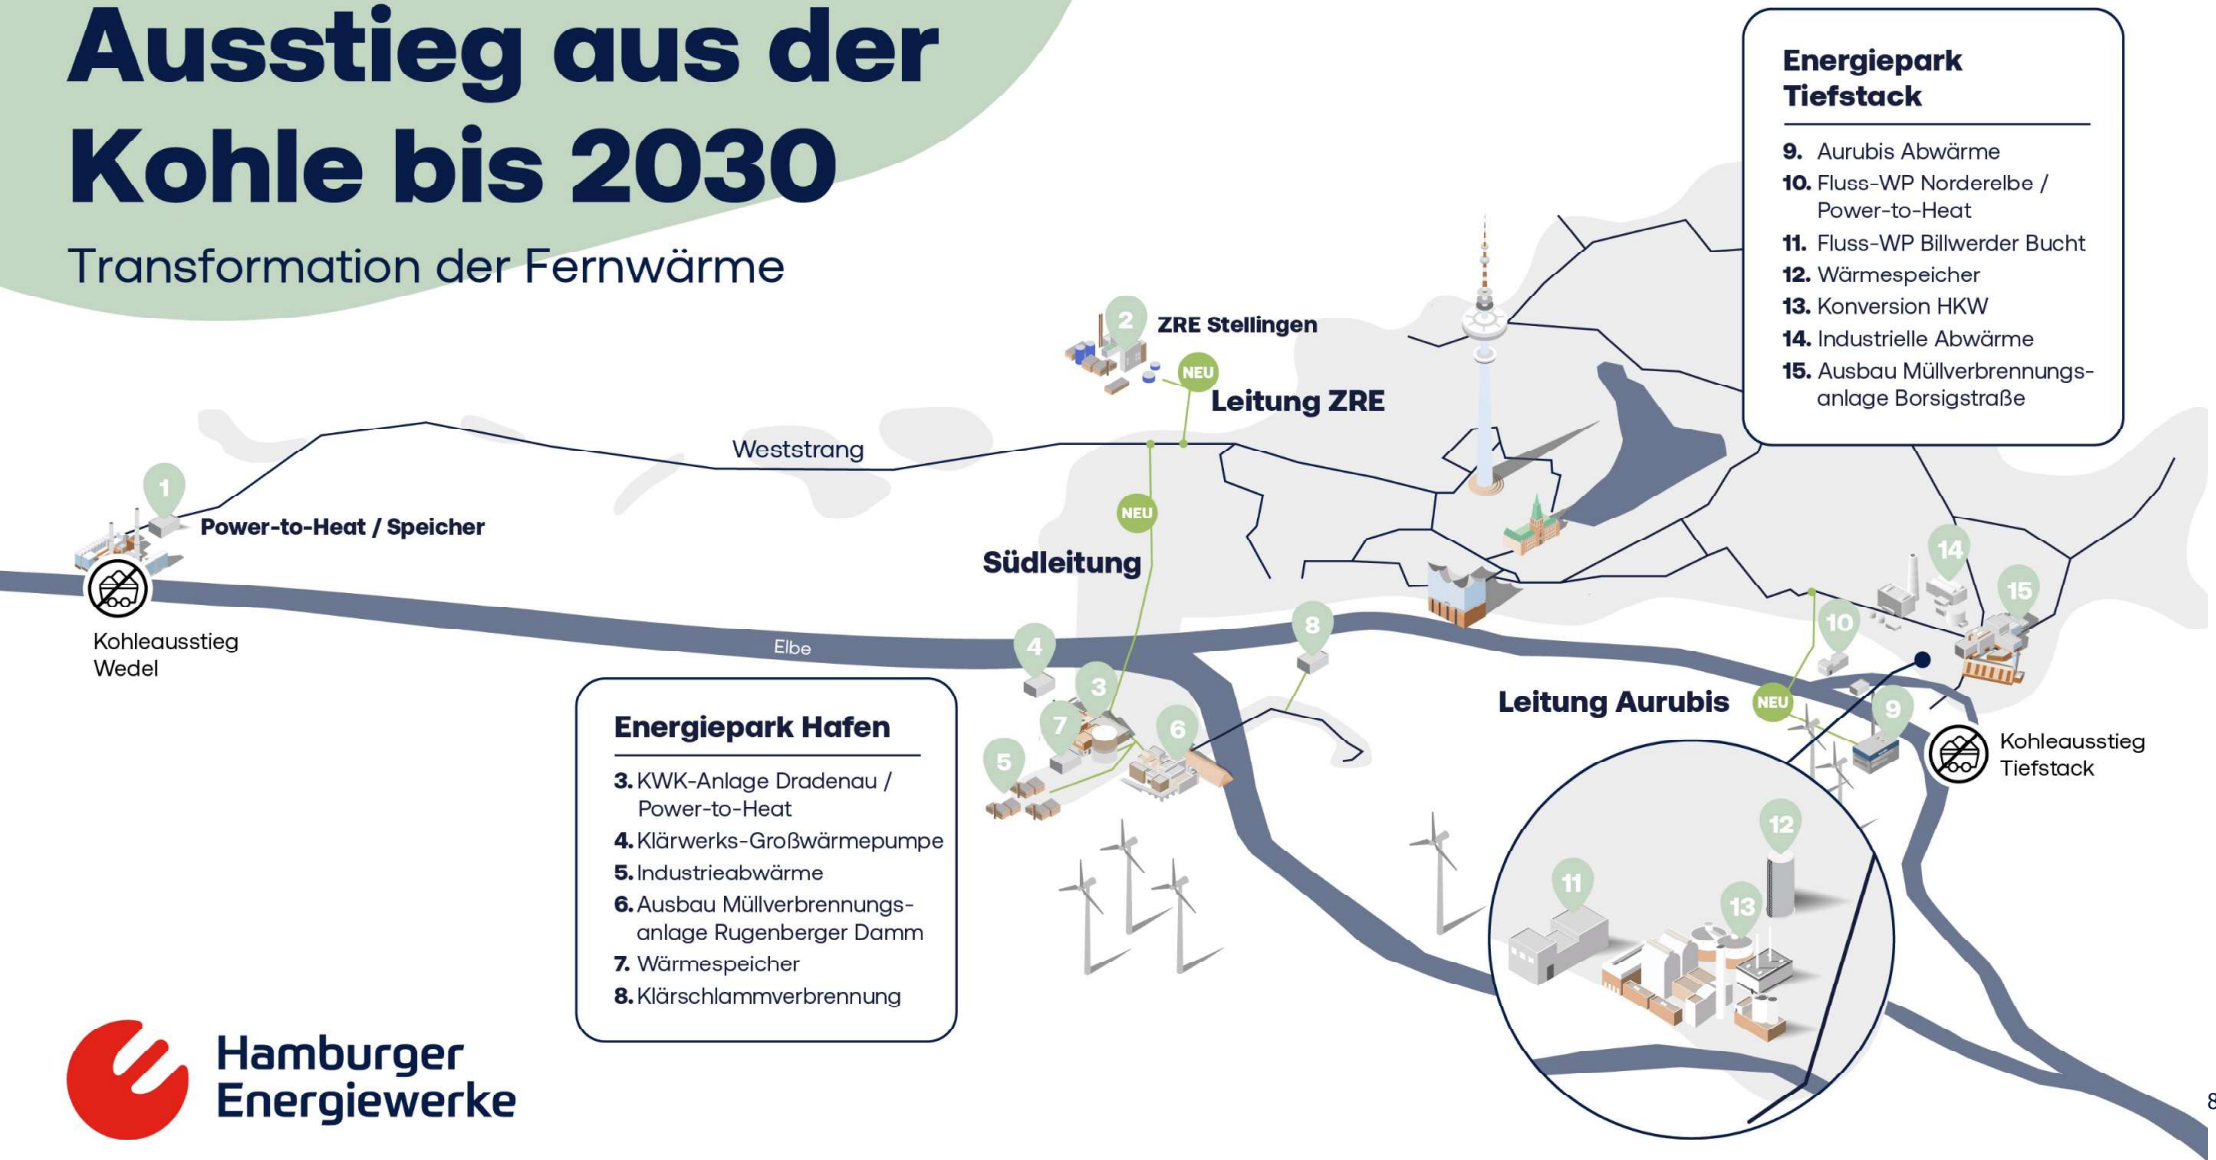 Ausstieg aus der
Kohle bis 2030
Transformation der Fernwärme
Energiepark
Tiefstack
9. Aurubis Abwärme
10. Fluss-WP Norderelbe /
Power-to-Heat
11. Fluss-WP Billwerder Bucht
12. Wärmespeicher
13. Konversion HKW
14. Industrielle Abwärme
15. Ausbau Müllverbrennungs-
anlage Borsigstraße
2
ZRE Stellingen
NEU
Leitung ZRE
Weststrang
1
Power-to-Heat / Speicher
NEU
Südleitung
14
15
Kohleausstieg
Wedel
Elbe
4
8
10
3
7
6
5
Leitung Aurubis
NEU
9
Kohleausstieg
Tiefstack
Energiepark Hafen
3. KWK-Anlage Dradenau /
Power-to-Heat
4. Klärwerks-Großwärmepumpe
5. Industrieabwärme
6. Ausbau Müllverbrennungs-
anlage Rugenberger Damm
7. Wärmespeicher
8. Klärschlammverbrennung
12
11
13
Hamburger
Energiewerke
8